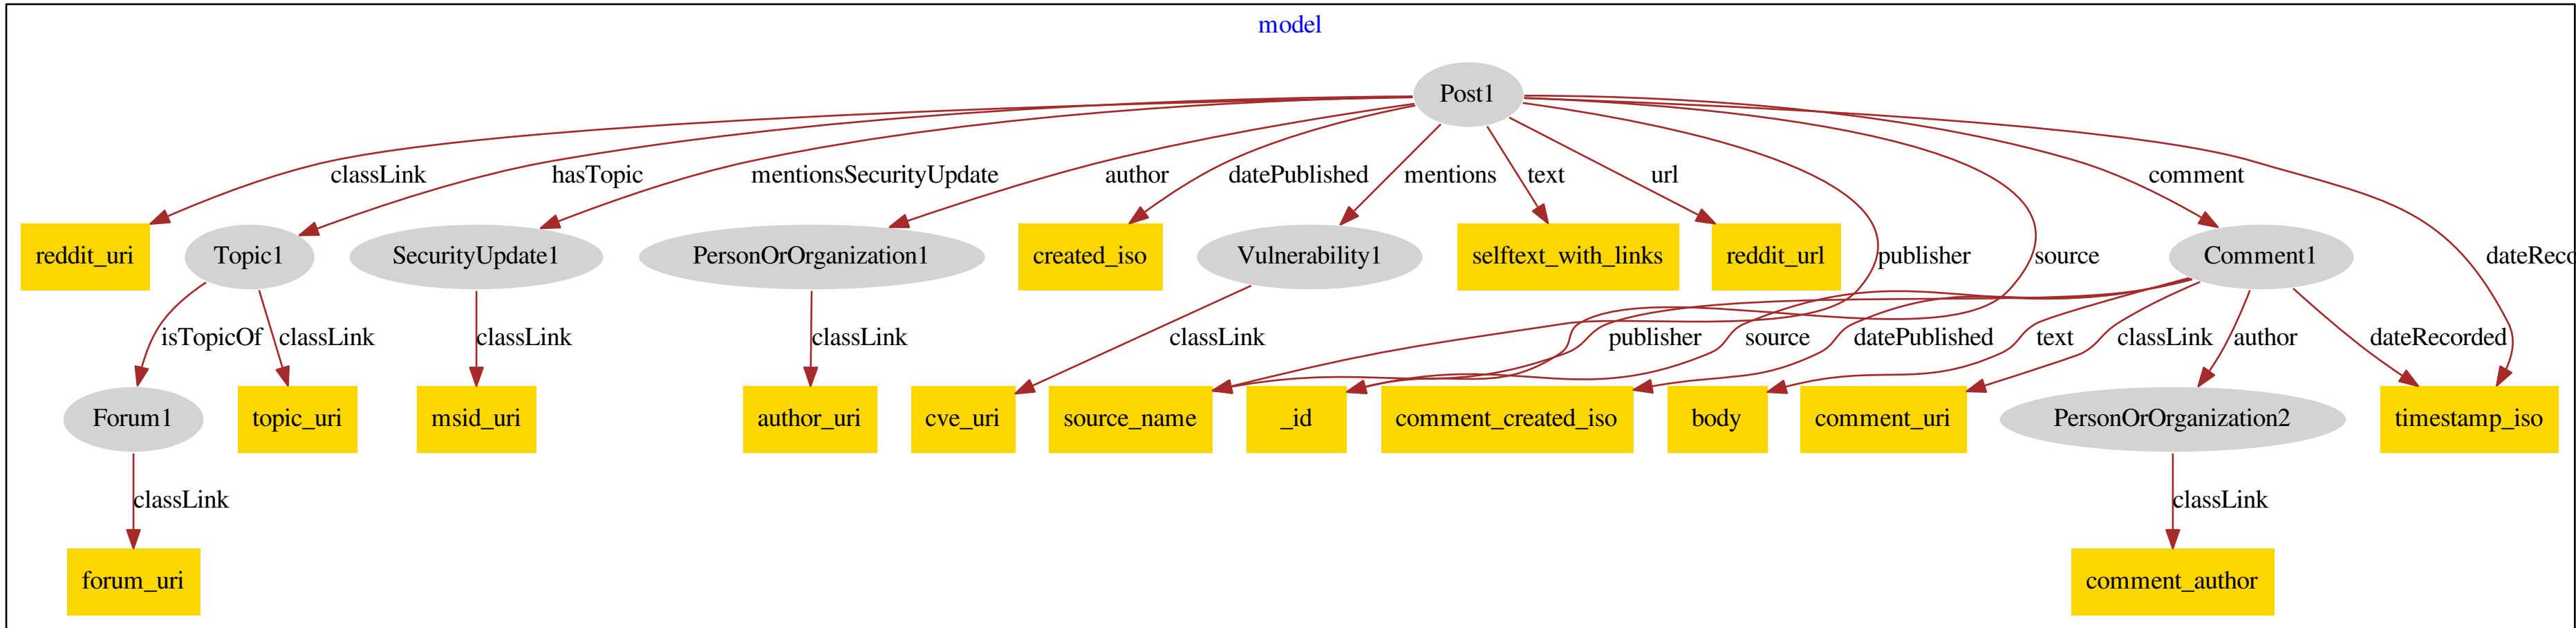 model
Post1
classLink
hasTopic
mentionsSecurityUpdate
author
datePublished
mentions
text
url
comment
reddit_uri
Topic1
SecurityUpdate1
PersonOrOrganization1
created_iso
Vulnerability1
selftext_with_links
reddit_url
publisher
source
Comment1
dateReco
isTopicOf
classLink
classLink
classLink
classLink
publisher
source
datePublished
text
classLink
author
dateRecorded
Forum1
topic_uri
msid_uri
author_uri
cve_uri
source_name
_id
comment_created_iso
body
comment_uri
PersonOrOrganization2
timestamp_iso
classLink
classLink
forum_uri
comment_author